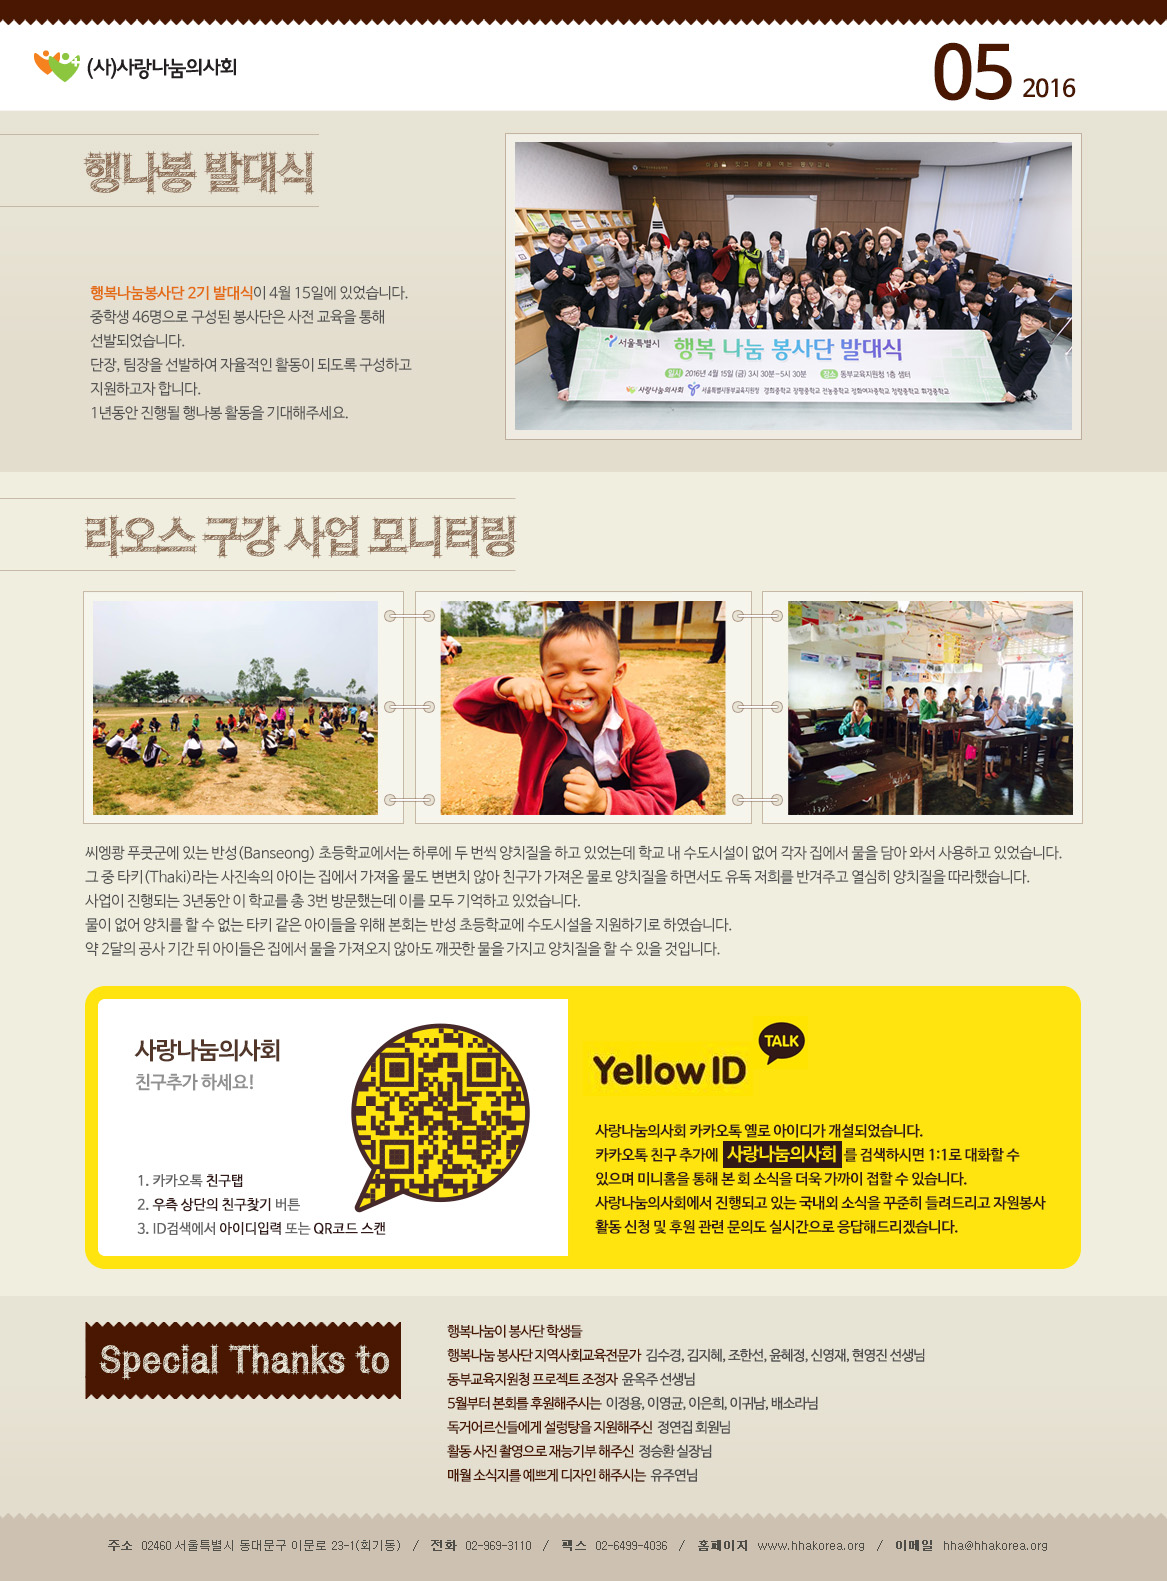 (사)사랑나눔의사회
05 2016
행나봉 발대식
행복나눔봉사단 2기 발대식이 4월 15일에 있었습니다.
중학생 46명으로 구성된 봉사단은 사전 교육을 통해
선발되었습니다.
단장, 팀장을 선발하여 자율적인 활동이 되도록 구성하고
지원하고자 합니다.
1년동안 진행될 행나봉 활동을 기대해주세요.
서울특별시 행복 나눔 봉사단 발대식
일시 2016년 4월 15일 (금) 3시 30분~5시 30분 장소 동부교육지원청 1층 샘터
사랑나눔의사회 서울특별시동부교육지원청
라오스 구강 사업 모니터링
씨엥쾅 푸쿳군에 있는 반성(Banseong) 초등학교에서는 하루에 두 번씩 양치질을 하고 있었는데 학교 내 수도시설이 없어 각자 집에서 물을 담아 와서 사용하고 있었습니다.
그 중 타키(Thaki)라는 사진속의 아이는 집에서 가져올 물도 변변치 않아 친구가 가져온 물로 양치질을 하면서도 유독 저희를 반겨주고 열심히 양치질을 따라했습니다.
사업이 진행되는 3년동안 이 학교를 총 3번 방문했는데 이를 모두 기억하고 있었습니다.
물이 없어 양치를 할 수 없는 타키 같은 아이들을 위해 본회는 반성 초등학교에 수도시설을 지원하기로 하였습니다.
약 2달의 공사 기간 뒤 아이들은 집에서 물을 가져오지 않아도 깨끗한 물을 가지고 양치질을 할 수 있을 것입니다.
사랑나눔의사회
친구추가 하세요!
1. 카카오톡 친구탭
2. 우측 상단의 친구찾기 버튼
3. ID검색에서 아이디입력 또는 QR코드 스캔
TALK
Yellow ID
사랑나눔의사회 카카오톡 옐로 아이디가 개설되었습니다.
카카오톡 친구 추가에 사랑나눔의사회 를 검색하시면 1:1로 대화할 수
있으며 미니홈을 통해 본 회 소식을 더욱 가까이 접할 수 있습니다.
사랑나눔의사회에서 진행되고 있는 국내외 소식을 꾸준히 들려드리고 자원봉사
활동 신청 및 후원 관련 문의도 실시간으로 응답해드리겠습니다.
Special Thanks to
행복나눔이 봉사단 학생들
행복나눔 봉사단 지역사회교육전문가 김수경, 김지혜, 조한선, 윤혜정, 신영재, 현영진 선생님
동부교육지원청 프로젝트 조정자 윤옥주 선생님
5월부터 본회를 후원해주시는 이정용, 이영균, 이은희, 이귀남, 배소라님
독거어르신들에게 설렁탕을 지원해주신 정연집 회원님
활동 사진 촬영으로 재능기부 해주신 정승환 실장님
매월 소식지를 예쁘게 디자인 해주시는 유주연님
주소 02460 서울특별시 동대문구 이문로 23-1(회기동) / 전화 02-969-3110 / 팩스 02-6499-4036 / 홈페이지 www.hhakorea.org / 이메일 hha@hhakorea.org